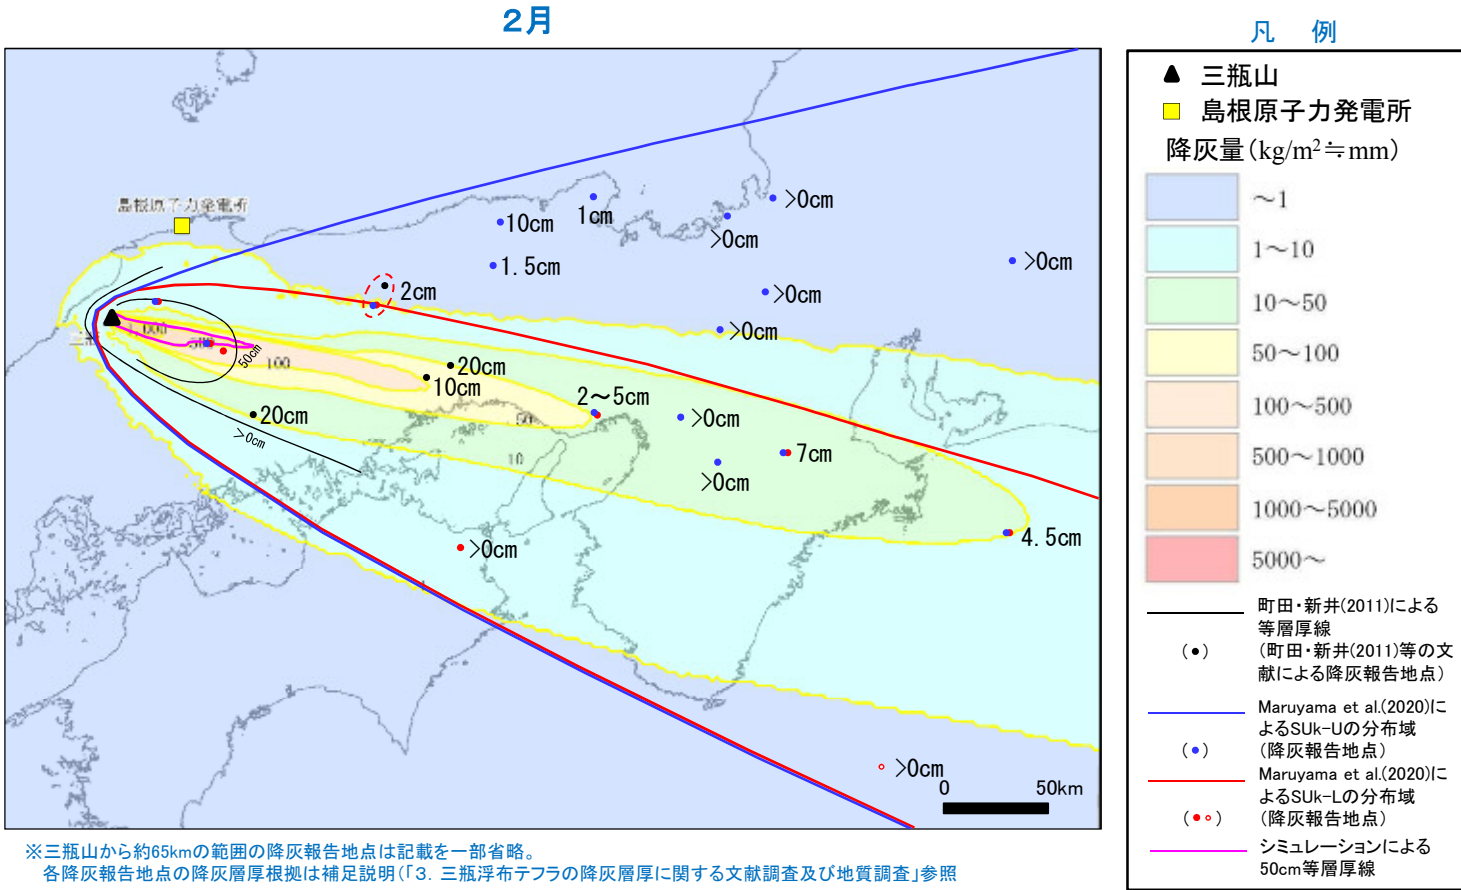 2月
凡 例
三瓶山
島根原子力発電所
降灰量(kg/m²≒mm)
～1
1～10
10～50
50～100
100～500
500～1000
1000～5000
5000～
町田・新井(2011)による
等層厚線
(●) (町田・新井(2011)等の文
献による降灰報告地点)
Maruyama et al.(2020)に
よるSUk-Uの分布域
(●) (降灰報告地点)
Maruyama et al.(2020)に
よるSUk-Lの分布域
(●○) (降灰報告地点)
シミュレーションによる
50cm等層厚線
島根原子力発電所
10cm
1cm
>0cm
>0cm
1.5cm
>0cm
>0cm
2cm
>0cm
1,000
100
50cm
20cm
10cm
2～5cm
20cm
>0cm
50
>0cm
7cm
10
>0cm
4.5cm
>0cm
>0cm
0 50km
※三瓶山から約65kmの範囲の降灰報告地点は記載を一部省略。
各降灰報告地点の降灰層厚根拠は補足説明(「3. 三瓶浮布テフラの降灰層厚に関する文献調査及び地質調査」参照